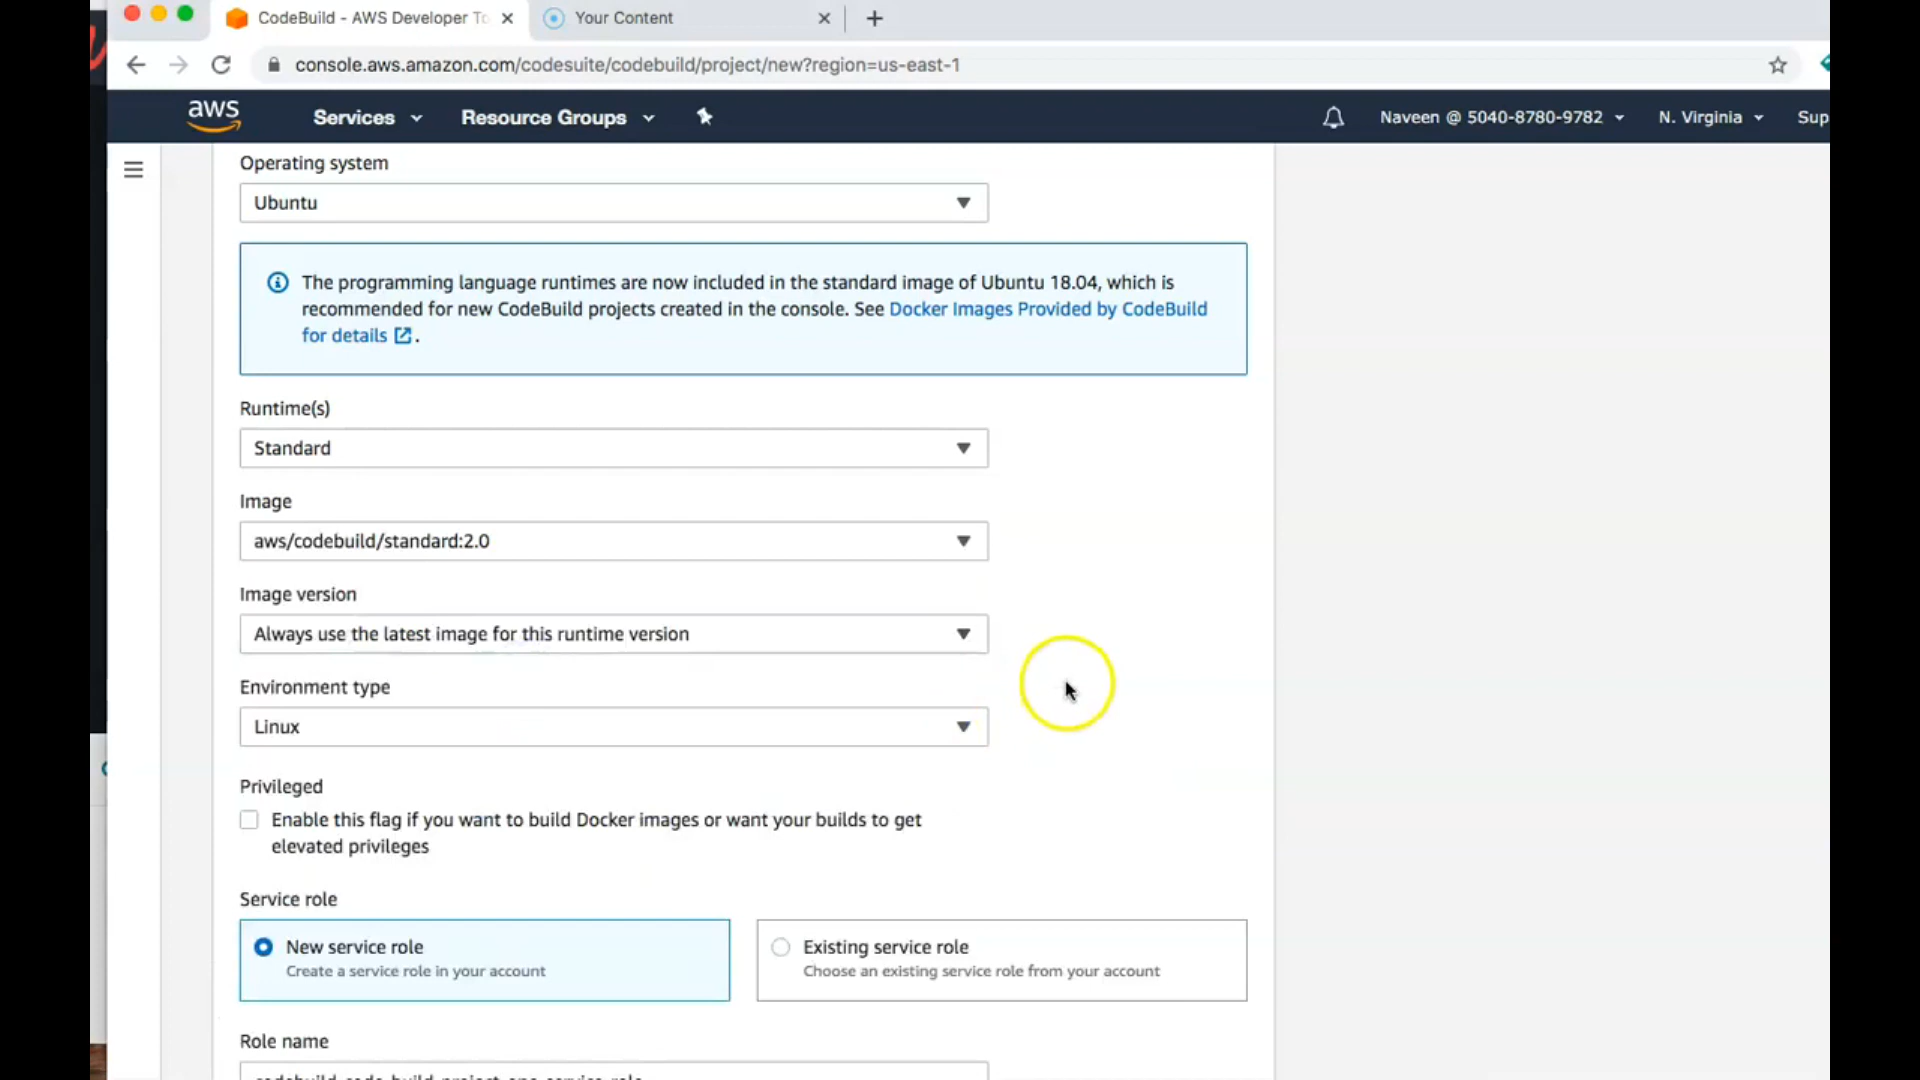 CodeBuild - AWS Developer To
Your Content
console.aws.amazon.com/codesuite/codebuild/project/new?region=us-east-1
aws
Services
Resource Groups
Naveen @ 5040-8780-9782
N. Virginia
Sup
Operating system
Ubuntu
The programming language runtimes are now included in the standard image of Ubuntu 18.04, which is
recommended for new CodeBuild projects created in the console. See Docker Images Provided by CodeBuild
for details .
Runtime(s)
Standard
Image
aws/codebuild/standard:2.0
Image version
Always use the latest image for this runtime version
Environment type
Linux
Privileged
Enable this flag if you want to build Docker images or want your builds to get
elevated privileges
Service role
New service role
Create a service role in your account
Existing service role
Choose an existing service role from your account
Role name